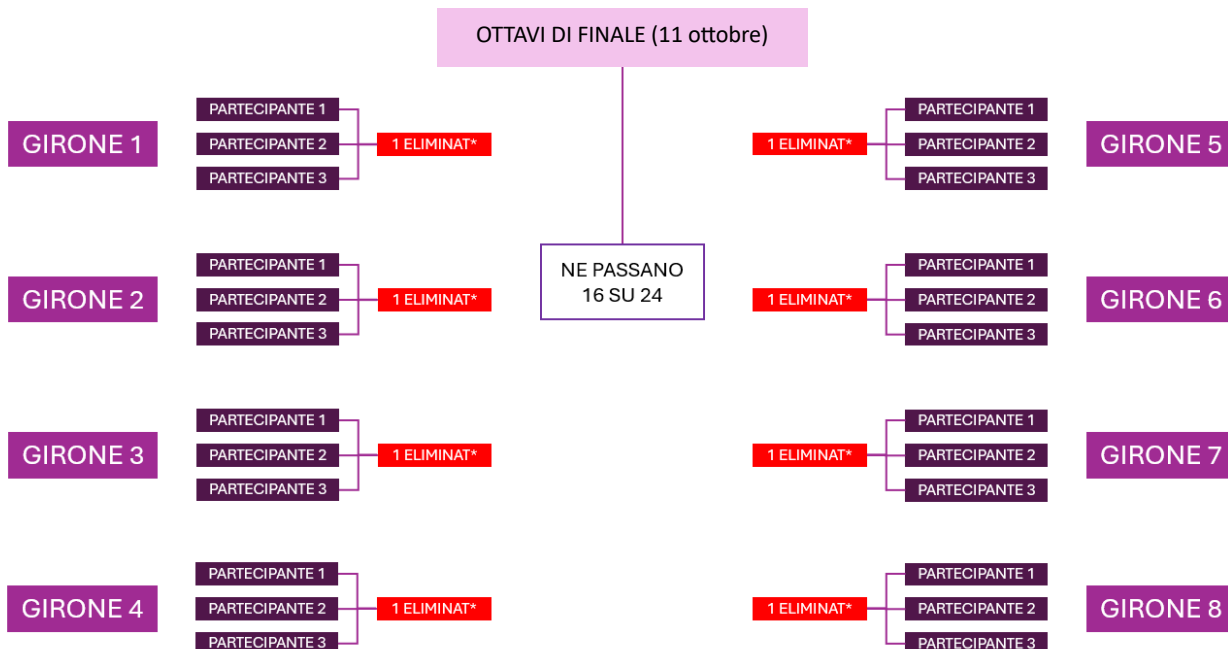 OTTAVI DI FINALE (11 ottobre)
GIRONE 1
PARTECIPANTE 1
PARTECIPANTE 2
PARTECIPANTE 3
1 ELIMINAT*
GIRONE 2
PARTECIPANTE 1
PARTECIPANTE 2
PARTECIPANTE 3
1 ELIMINAT*
GIRONE 3
PARTECIPANTE 1
PARTECIPANTE 2
PARTECIPANTE 3
1 ELIMINAT*
GIRONE 4
PARTECIPANTE 1
PARTECIPANTE 2
PARTECIPANTE 3
1 ELIMINAT*
NE PASSANO
16 SU 24
1 ELIMINAT*
PARTECIPANTE 1
PARTECIPANTE 2
PARTECIPANTE 3
GIRONE 5
1 ELIMINAT*
PARTECIPANTE 1
PARTECIPANTE 2
PARTECIPANTE 3
GIRONE 6
1 ELIMINAT*
PARTECIPANTE 1
PARTECIPANTE 2
PARTECIPANTE 3
GIRONE 7
1 ELIMINAT*
PARTECIPANTE 1
PARTECIPANTE 2
PARTECIPANTE 3
GIRONE 8